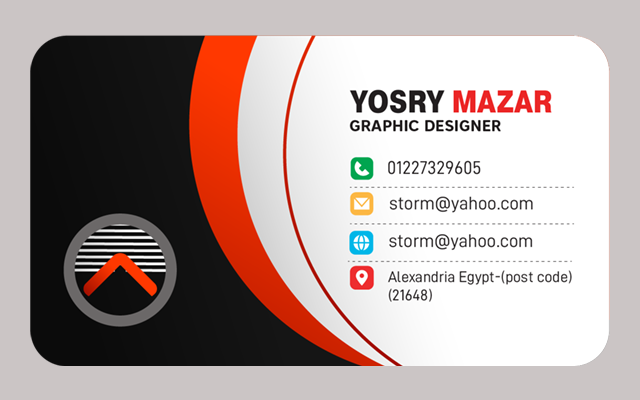 YOSRY MAZAR
GRAPHIC DESIGNER
01227329605
storm@yahoo.com
storm@yahoo.com
Alexandria Egypt-(post code)
(21648)